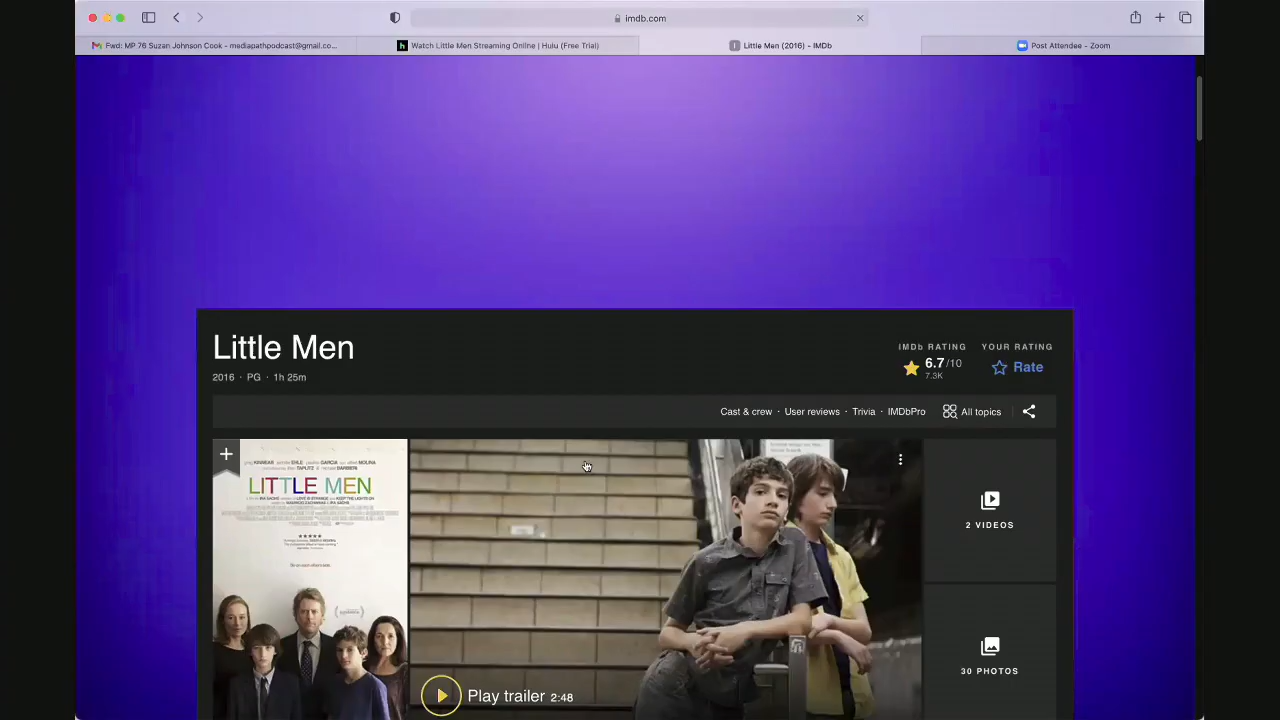 imdb.com
Fwd: MP 76 Suzan Johnson Cook - mediapathpodcast@gmail.co...
Watch Little Men Streaming Online | Hulu (Free Trial)
Little Men (2016) - IMDb
Post Attendee - Zoom
Little Men
2016 · PG · 1h 25m
IMDb RATING
6.7/10
7.3K
YOUR RATING
Rate
Cast & crew · User reviews · Trivia · IMDbPro
All topics
LITTLE MEN
2 VIDEOS
30 PHOTOS
Play trailer 2:48